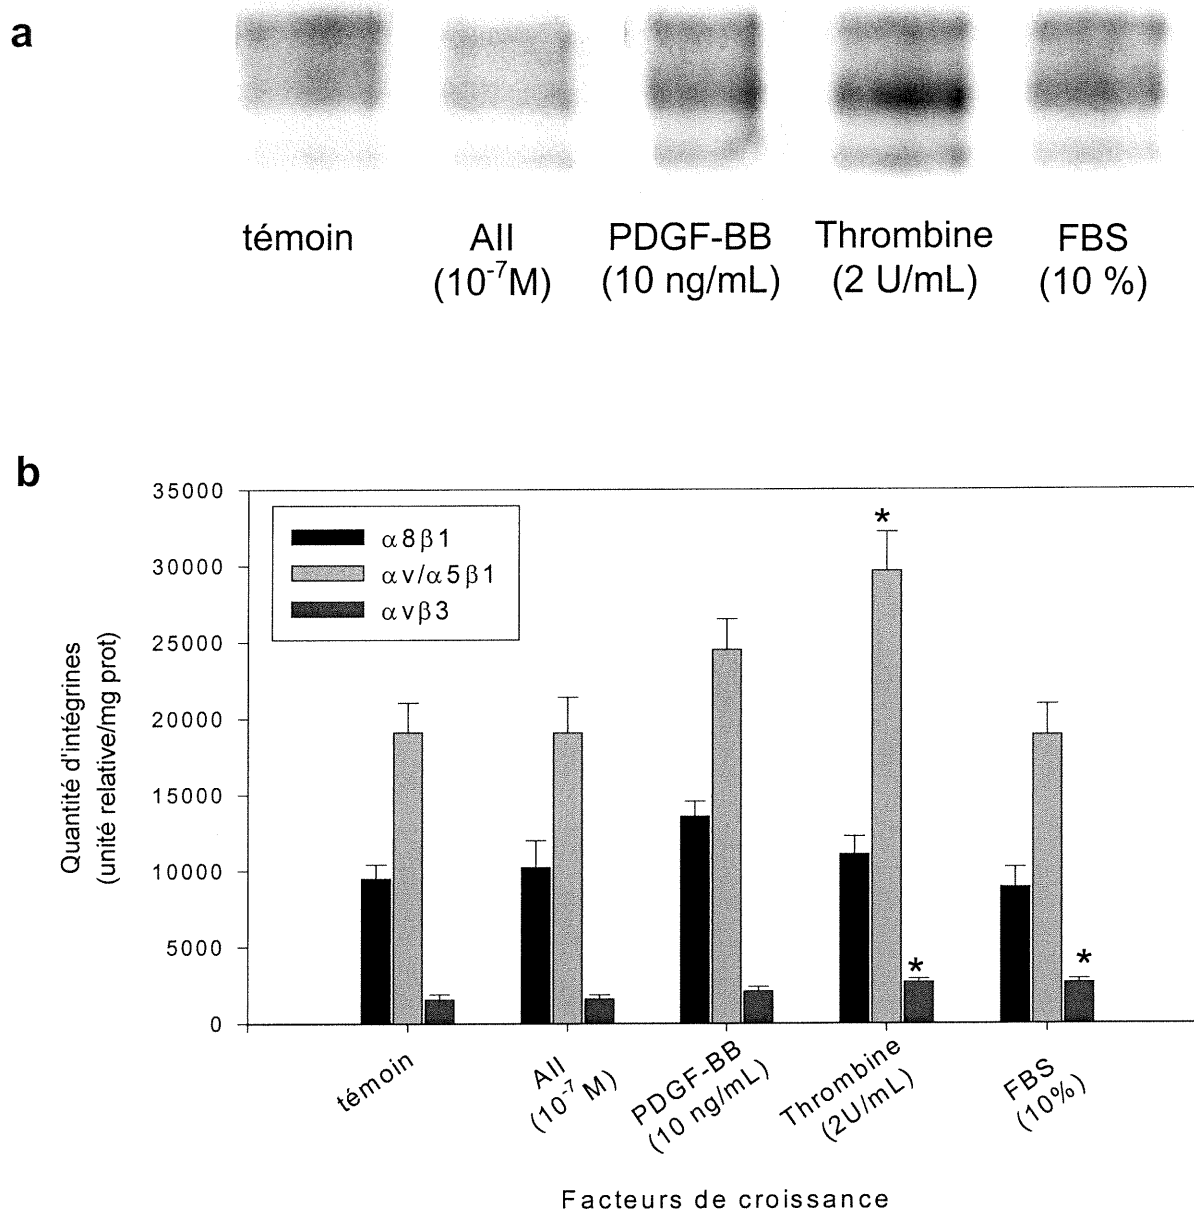 a
témoin AII PDGF-BB Thrombine FBS
(10⁻⁷M) (10 ng/mL) (2 U/mL) (10 %)
b
35000
30000
25000
20000
15000
10000
5000
0
α8β1
αv/α5β1
αvβ3
*
*
*
Quantité d'intégrines
(unité relative/mg prot)
témoin
AII
(10⁻⁷ M)
PDGF-BB
(10 ng/mL)
Thrombine
(2U/mL)
FBS
(10%)
Facteurs de croissance